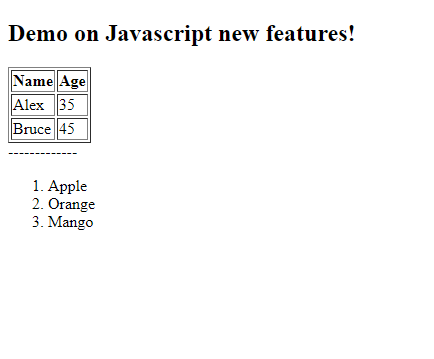 Demo on Javascript new features!
Name Age
Alex 35
Bruce 45
-------------
1. Apple
2. Orange
3. Mango